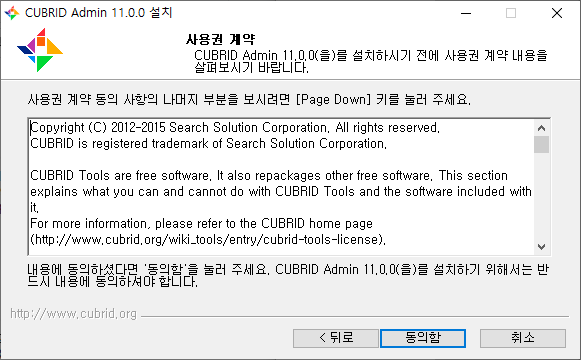 CUBRID Admin 11.0.0 설치
사용권 계약
CUBRID Admin 11.0.0(을)를 설치하시기 전에 사용권 계약 내용을
살펴보시기 바랍니다.
사용권 계약 동의 사항의 나머지 부분을 보시려면 [Page Down] 키를 눌러 주세요.
Copyright (C) 2012-2015 Search Solution Corporation. All rights reserved.
CUBRID is registered trademark of Search Solution Corporation.
CUBRID Tools are free software. It also repackages other free software. This section
explains what you can and cannot do with CUBRID Tools and the software included with
it.
For more information, please refer to the CUBRID home page
(http://www.cubrid.org/wiki_tools/entry/cubrid-tools-license).
내용에 동의하셨다면 '동의함'을 눌러 주세요. CUBRID Admin 11.0.0(을)를 설치하기 위해서는 반
드시 내용에 동의하셔야 합니다.
http://www.cubrid.org
< 뒤로
동의함
취소